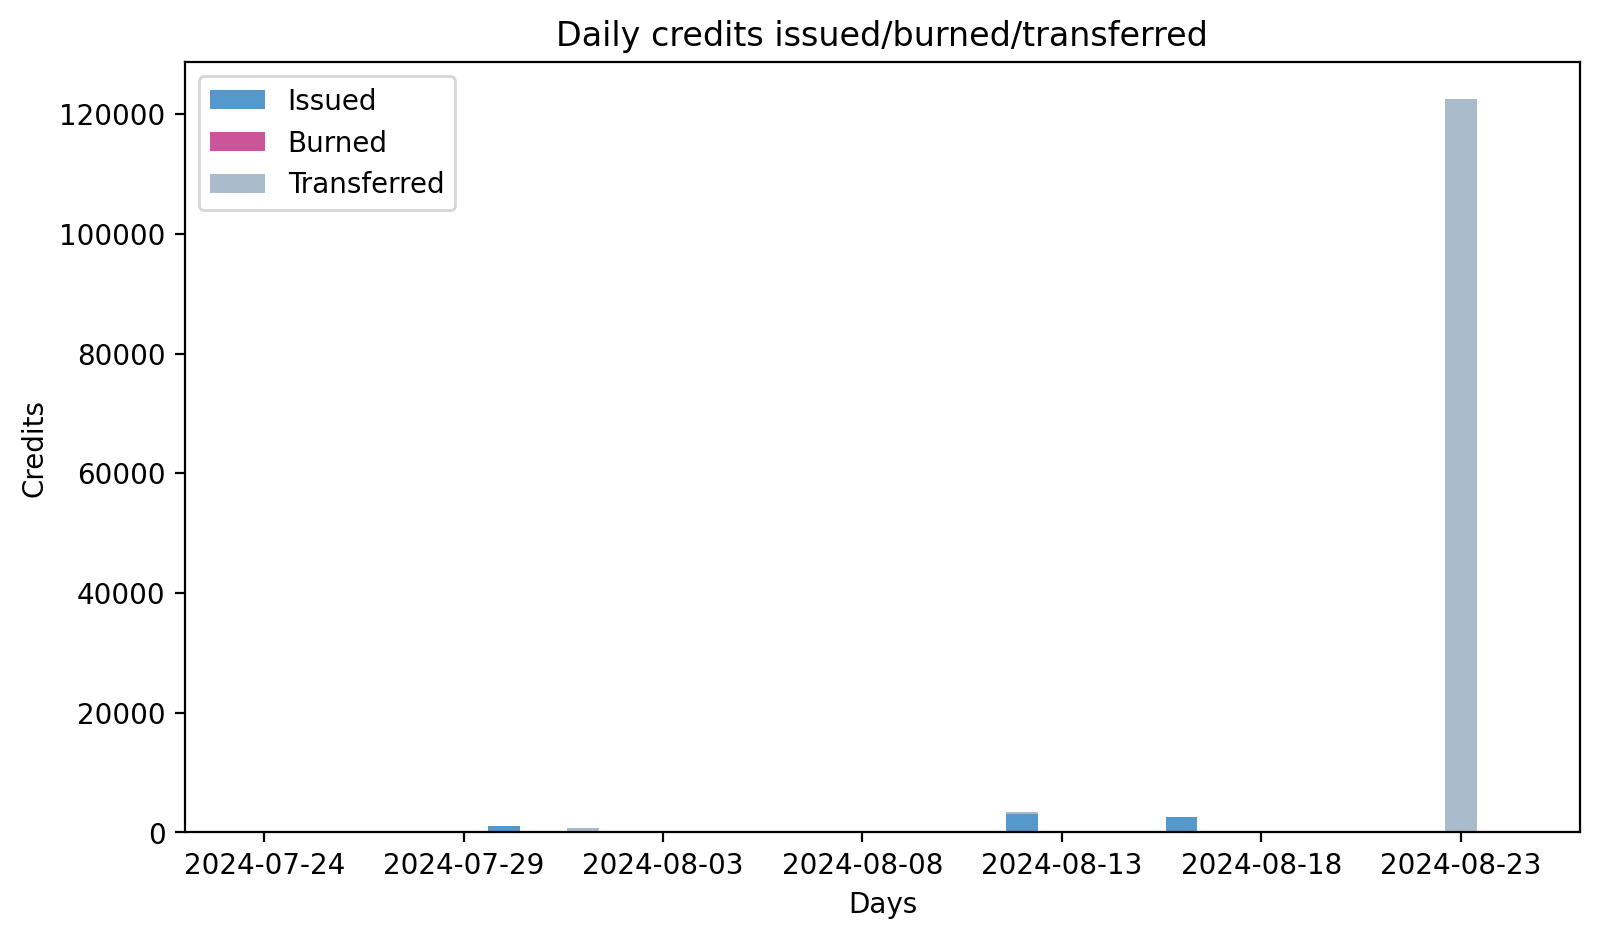 Daily credits issued/burned/transferred
Issued
Burned
Transferred
120000
100000
80000
60000
40000
20000
0
Credits
2024-07-24 2024-07-29 2024-08-03 2024-08-08 2024-08-13 2024-08-18 2024-08-23
Days